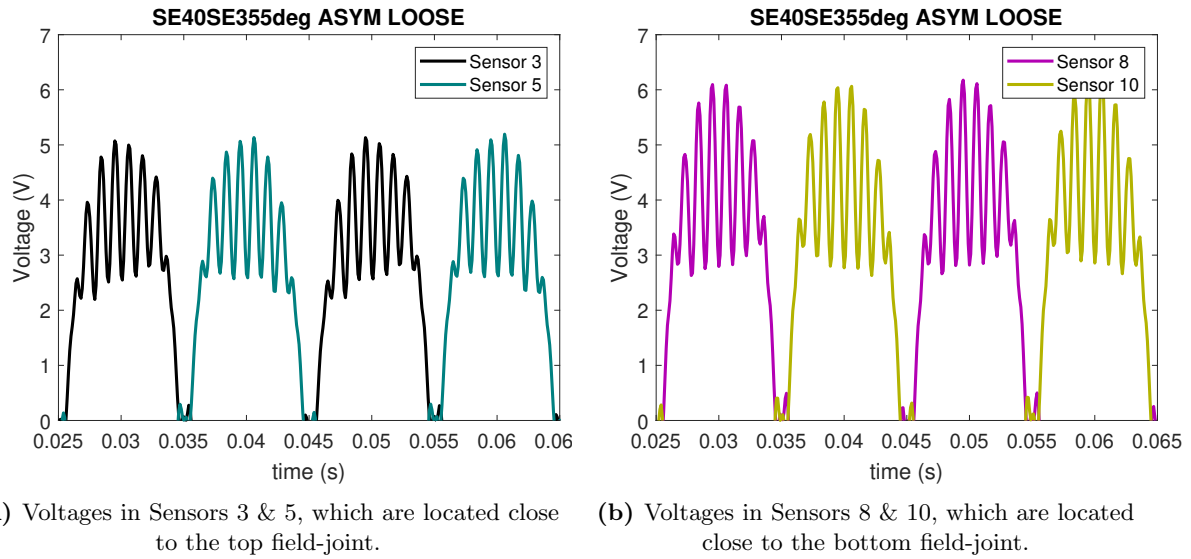 SE40SE355deg ASYM LOOSE
7
6
5
4
3
2
1
0
Voltage (V)
Sensor 3
Sensor 5
0.025 0.03 0.035 0.04 0.045 0.05 0.055 0.06 0.06
time (s)
) Voltages in Sensors 3 & 5, which are located close
to the top field-joint.
SE40SE355deg ASYM LOOSE
7
6
5
4
3
2
1
0
Voltage (V)
Sensor 8
Sensor 10
0.025 0.03 0.035 0.04 0.045 0.05 0.055 0.06 0.065
time (s)
(b) Voltages in Sensors 8 & 10, which are located
close to the bottom field-joint.